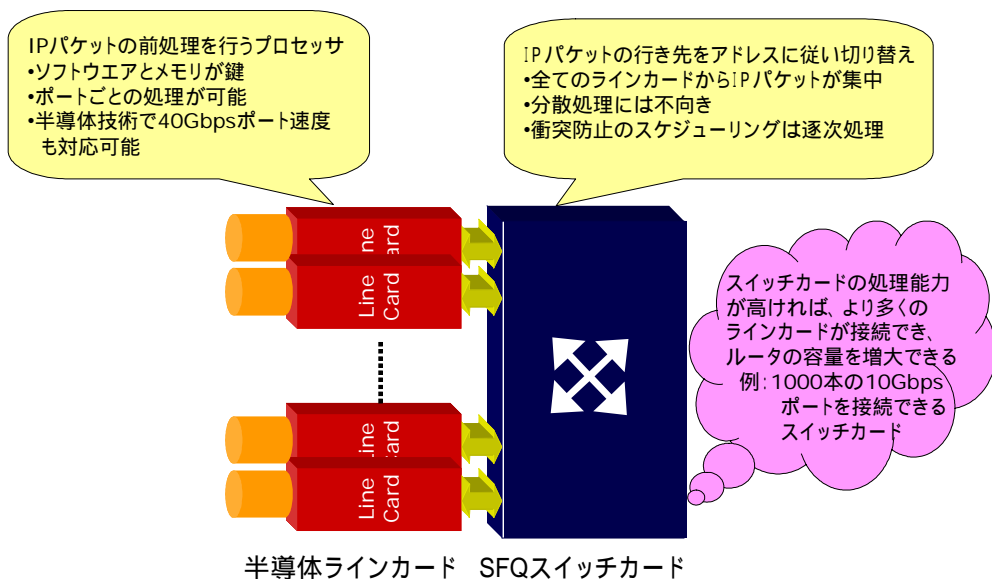 IPパケットの前処理を行うプロセッサ
•ソフトウエアとメモリが鍵
•ポートごとの処理が可能
•半導体技術で40Gbpsポート速度
も対応可能
IPパケットの行き先をアドレスに従い切り替え
•全てのラインカードからIPパケットが集中
•分散処理には不向き
•衝突防止のスケジューリングは逐次処理
ne
ard
Line
Card
Line
ard
Line
Card
スイッチカードの処理能力
が高ければ、より多くの
ラインカードが接続でき、
ルータの容量を増大できる
例:1000本の10Gbps
ポートを接続できる
スイッチカード
半導体ラインカード SFQスイッチカード